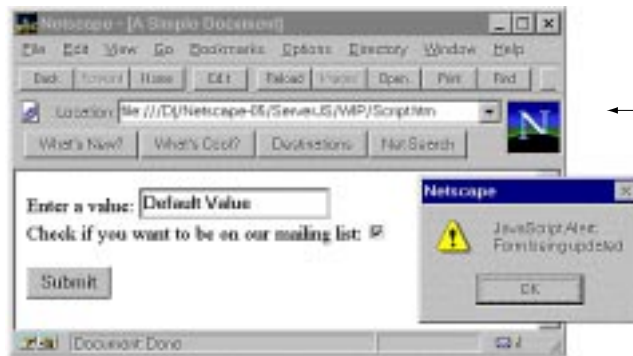 Netscape - [A Simple Document]
File Edit View Go Bookmarks Options Directory Window Help
Back Forward Home Edit Reload Images Open Print Find
Location: file:///D|/Netscape-05/ServerJS/WIP/Script.htm
N
What's New? What's Cool? Destinations Net Search
Enter a value: Default Value
Check if you want to be on our mailing list:
Submit
Netscape
JavaScript Alert:
Form being updated
OK
Document: Done